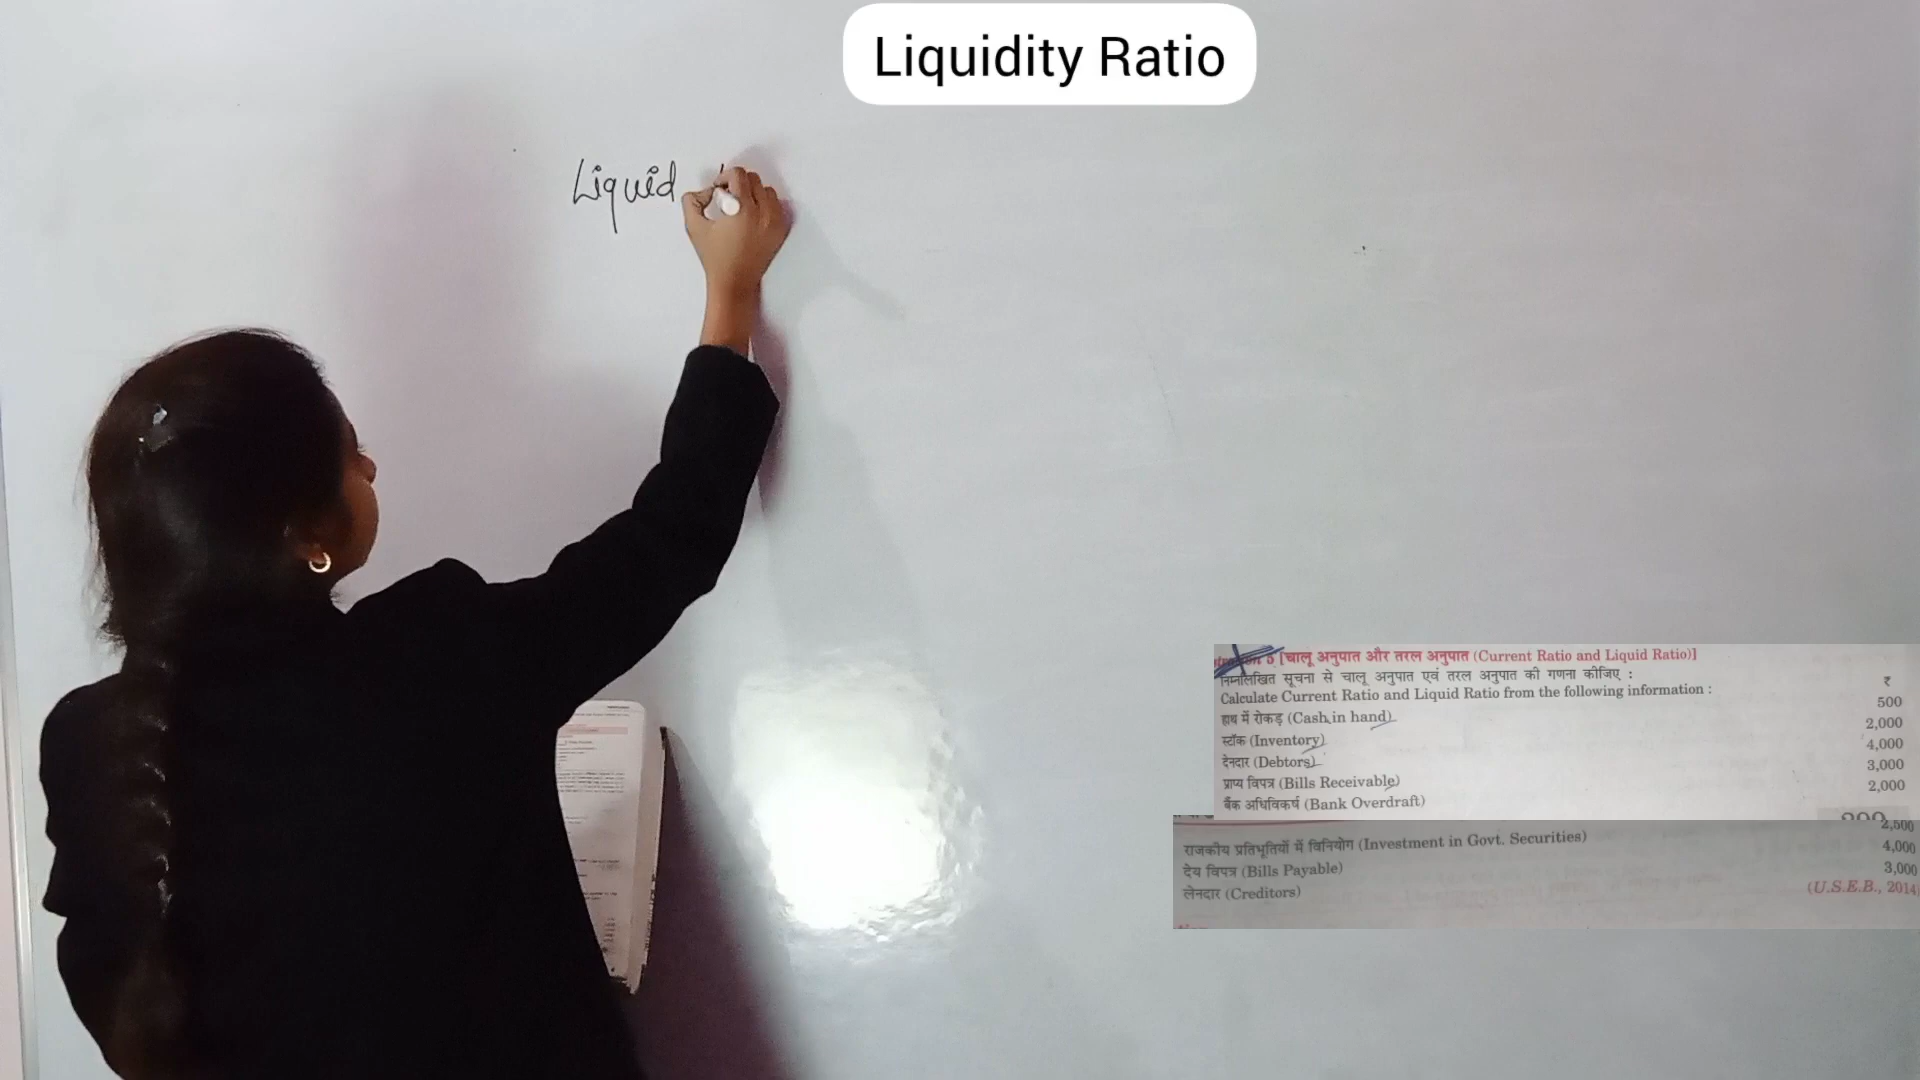 Liquidity Ratio
Liquid
5 [चालू अनुपात और तरल अनुपात (Current Ratio and Liquid Ratio)]
निम्नलिखित सूचना से चालू अनुपात एवं तरल अनुपात की गणना कीजिए :
Calculate Current Ratio and Liquid Ratio from the following information : ₹
हाथ में रोकड़ (Cash in hand) 500
स्टॉक (Inventory) 2,000
देनदार (Debtors) 4,000
प्राप्य विपत्र (Bills Receivable) 3,000
बैंक अधिविकर्ष (Bank Overdraft) 2,000
राजकीय प्रतिभूतियों में विनियोग (Investment in Govt. Securities) 2,500
देय विपत्र (Bills Payable) 4,000
लेनदार (Creditors) 3,000
(U.S.E.B., 2014)